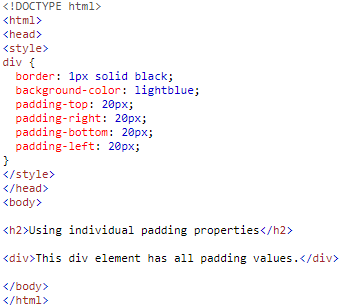 <!DOCTYPE html>
<html>
<head>
<style>
div {
  border: 1px solid black;
  background-color: lightblue;
  padding-top: 20px;
  padding-right: 20px;
  padding-bottom: 20px;
  padding-left: 20px;
}
</style>
</head>
<body>

<h2>Using individual padding properties</h2>

<div>This div element has all padding values.</div>

</body>
</html>